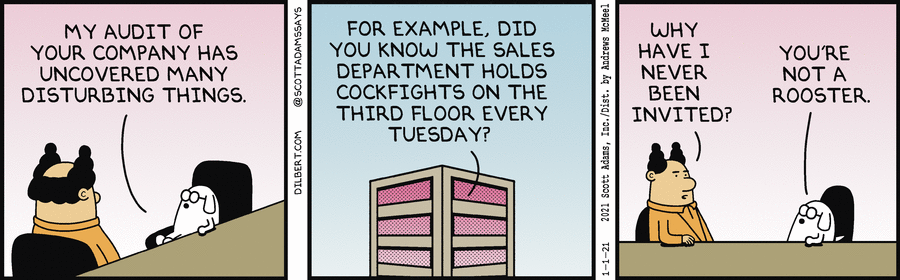 MY AUDIT OF
YOUR COMPANY HAS
UNCOVERED MANY
DISTURBING THINGS.
DILBERT.COM @SCOTTADAMSSAYS
FOR EXAMPLE, DID
YOU KNOW THE SALES
DEPARTMENT HOLDS
COCKFIGHTS ON THE
THIRD FLOOR EVERY
TUESDAY?
1-1-21 2021 Scott Adams, Inc./Dist. by Andrews McMeel
WHY
HAVE I
NEVER
BEEN
INVITED?
YOU'RE
NOT A
ROOSTER.